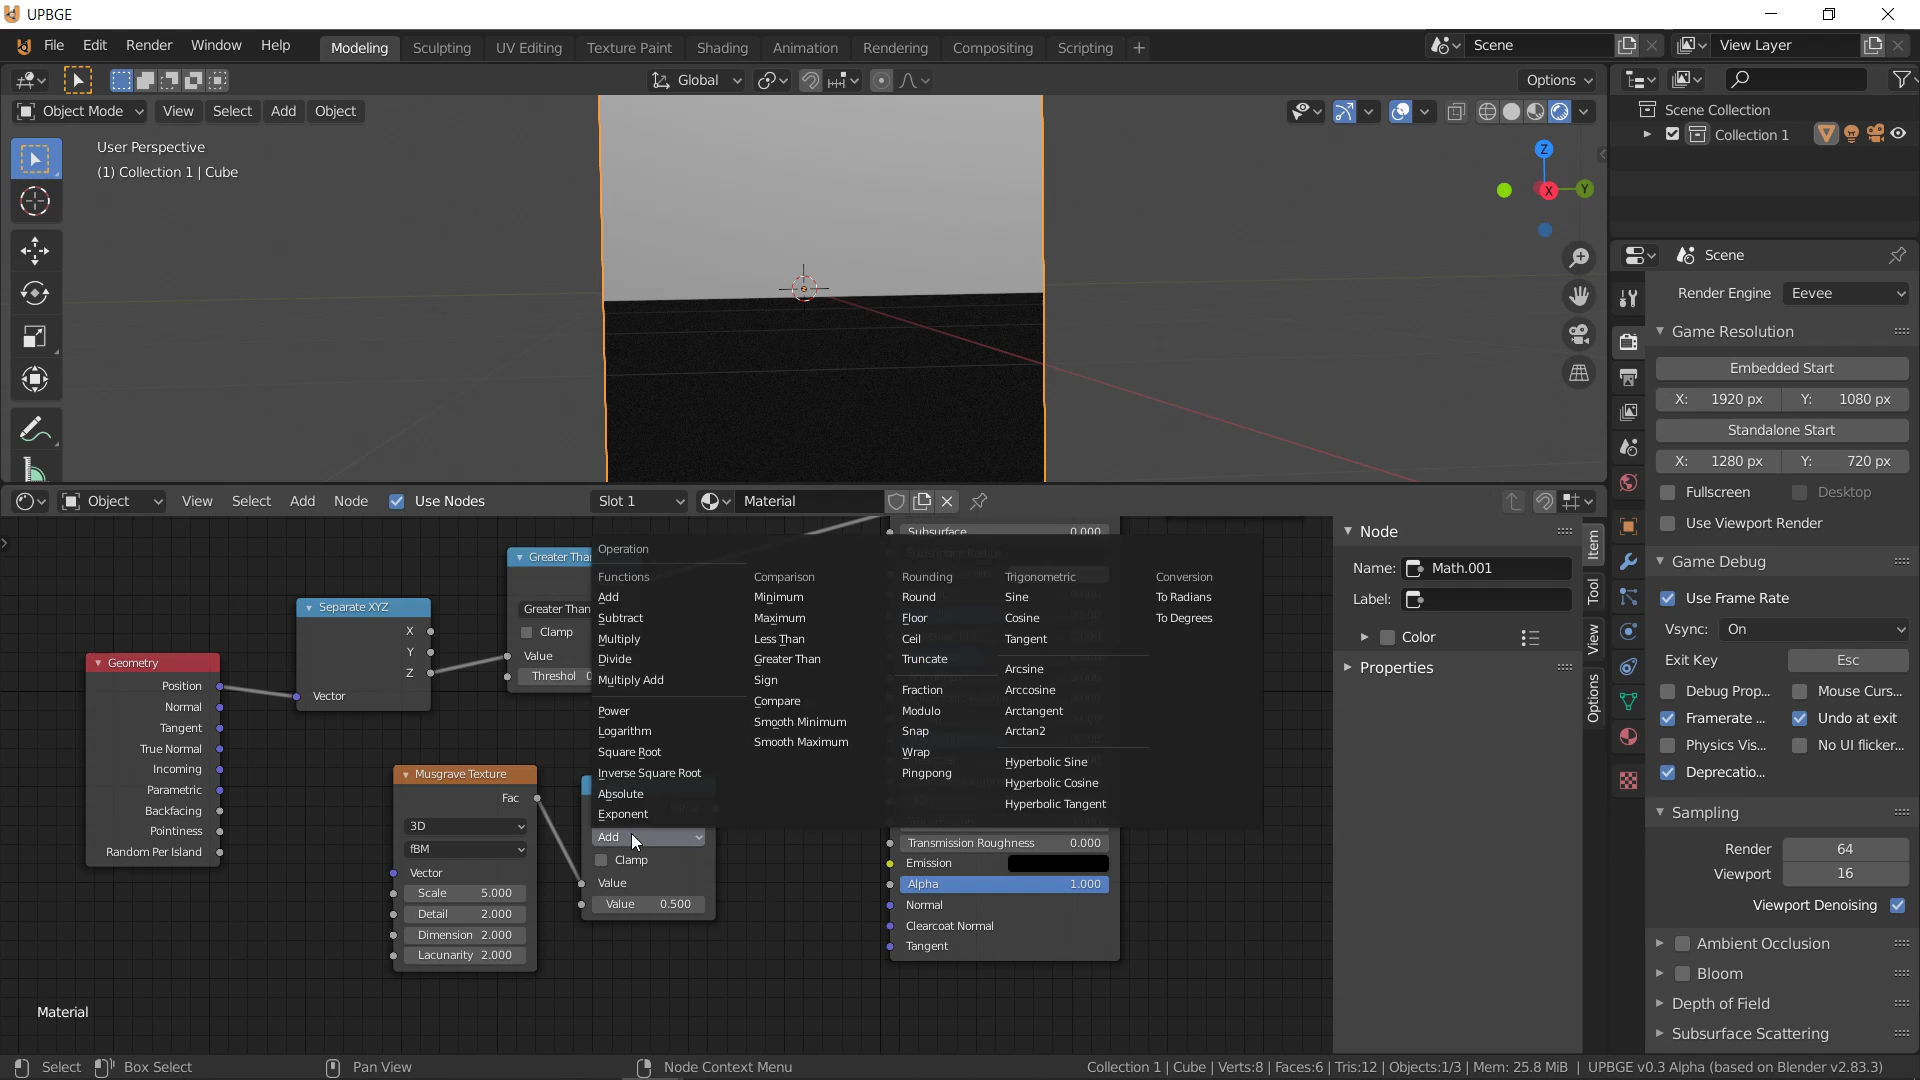 UPBGE
File Edit Render Window Help Modeling Sculpting UV Editing Texture Paint Shading Animation Rendering Compositing Scripting + Scene View Layer
Global Options
Object Mode View Select Add Object
Scene Collection
Collection 1
User Perspective
(1) Collection 1 | Cube
Z
X
Y
Scene
Render Engine Eevee
Game Resolution
Embedded Start
X: 1920 px Y: 1080 px
Standalone Start
X: 1280 px Y: 720 px
Fullscreen Desktop
Use Viewport Render
Game Debug
Use Frame Rate
Vsync: On
Exit Key Esc
Debug Prop... Mouse Curs...
Framerate ... Undo at exit
Physics Vis... No UI flicker...
Deprecatio...
Sampling
Render 64
Viewport 16
Viewport Denoising
Ambient Occlusion
Bloom
Depth of Field
Subsurface Scattering
Object View Select Add Node Use Nodes Slot 1 Material
Node
Name: Math.001
Label:
Color
Properties
Item
Tool
View
Options
Geometry
Position
Normal
Tangent
True Normal
Incoming
Parametric
Backfacing
Pointiness
Random Per Island
Separate XYZ
X
Y
Z
Vector
Greater Tha
Greater Than
Clamp
Value
Threshol
Musgrave Texture
Fac
3D
fBM
Vector
Scale 5.000
Detail 2.000
Dimension 2.000
Lacunarity 2.000
Operation
Functions
Add
Subtract
Multiply
Divide
Multiply Add
Power
Logarithm
Square Root
Inverse Square Root
Absolute
Exponent
Comparison
Minimum
Maximum
Less Than
Greater Than
Sign
Compare
Smooth Minimum
Smooth Maximum
Rounding
Round
Floor
Ceil
Truncate
Fraction
Modulo
Snap
Wrap
Pingpong
Trigonometric
Sine
Cosine
Tangent
Arcsine
Arccosine
Arctangent
Arctan2
Hyperbolic Sine
Hyperbolic Cosine
Hyperbolic Tangent
Conversion
To Radians
To Degrees
Add
Clamp
Value
Value 0.500
Subsurface 0.000
Transmission Roughness 0.000
Emission
Alpha 1.000
Normal
Clearcoat Normal
Tangent
Material
Select Box Select Pan View Node Context Menu Collection 1 | Cube | Verts:8 | Faces:6 | Tris:12 | Objects:1/3 | Mem: 25.8 MiB | UPBGE v0.3 Alpha (based on Blender v2.83.3)